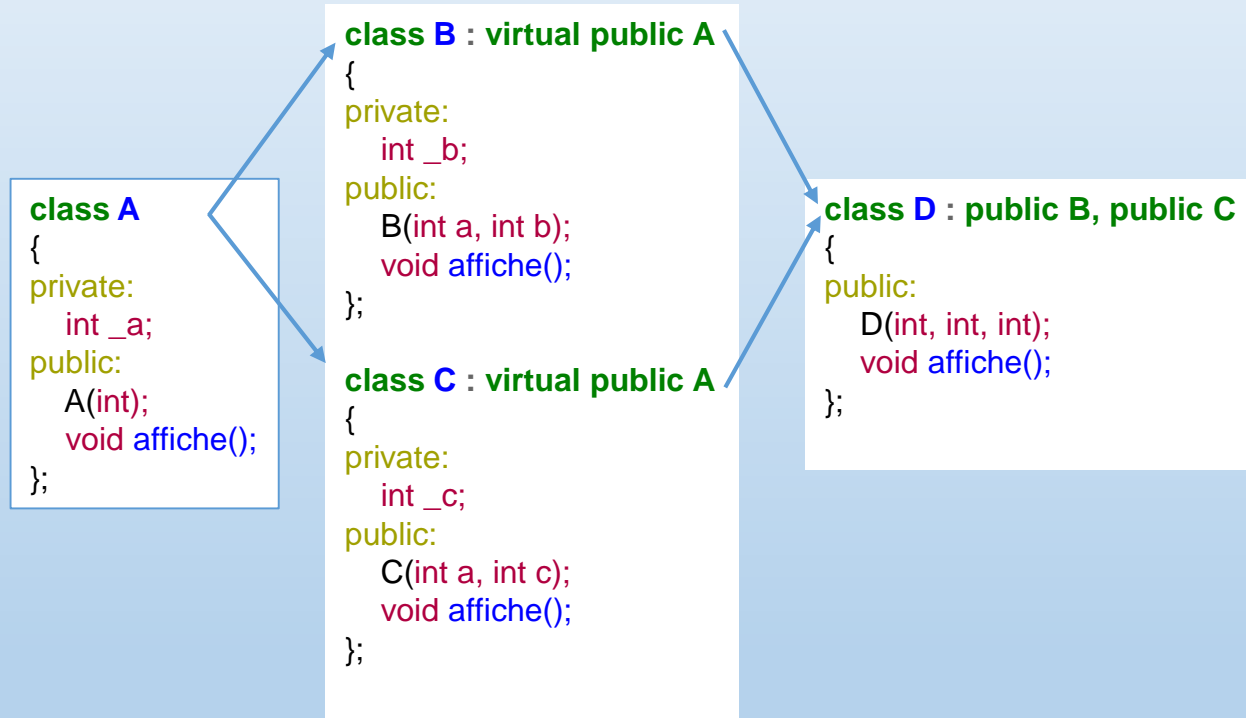 class A
{
private:
int _a;
public:
A(int);
void affiche();
};
class B : virtual public A
{
private:
int _b;
public:
B(int a, int b);
void affiche();
};
class C : virtual public A
{
private:
int _c;
public:
C(int a, int c);
void affiche();
};
class D : public B, public C
{
public:
D(int, int, int);
void affiche();
};